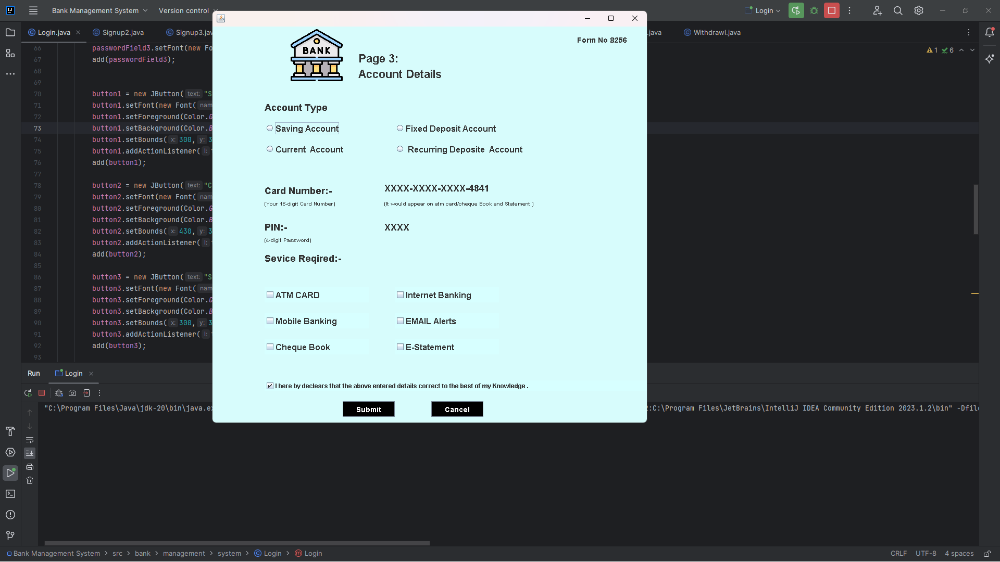 Bank Management System
Version control
Login
Login.java
Signup2.java
Signup3.jav
.java
Withdrawl.java
66 passwordField3.setFont(new Fo
67 add(passwordField3);
68
69
70 button1 = new JButton( text: "S
71 button1.setFont(new Font( name
72 button1.setForeground(Color.G
73 button1.setBackground(Color.B
74 button1.setBounds( x: 300, y: 3
75 button1.addActionListener( l:
76 add(button1);
77
78 button2 = new JButton( text: "C
79 button2.setFont(new Font( name
80 button2.setForeground(Color.G
81 button2.setBackground(Color.B
82 button2.setBounds( x: 430, y: 3
83 button2.addActionListener( l:
84 add(button2);
85
86 button3 = new JButton( text: "S
87 button3.setFont(new Font( name
88 button3.setForeground(Color.G
89 button3.setBackground(Color.B
90 button3.setBounds( x: 300, y: 3
91 button3.addActionListener( l:
92 add(button3);
93
1 6
BANK
Form No 8256
Page 3:
Account Details
Account Type
Saving Account
Fixed Deposit Account
Current  Account
Recurring Deposite  Account
Card Number:-
XXXX-XXXX-XXXX-4841
(Your 16-digit Card Number)
(It would appear on atm card/cheque Book and Statement )
PIN:-
XXXX
(4-digit Password)
Sevice Reqired:-
ATM CARD
Internet Banking
Mobile Banking
EMAIL Alerts
Cheque Book
E-Statement
I here by declears that the above entered details correct to the best of my Knowledge .
Submit
Cancel
Run
Login
"C:\Program Files\Java\jdk-20\bin\java.ex
:C:\Program Files\JetBrains\IntelliJ IDEA Community Edition 2023.1.2\bin" -Dfile
Bank Management System > src > bank > management > system > Login > Login
CRLF
UTF-8
4 spaces